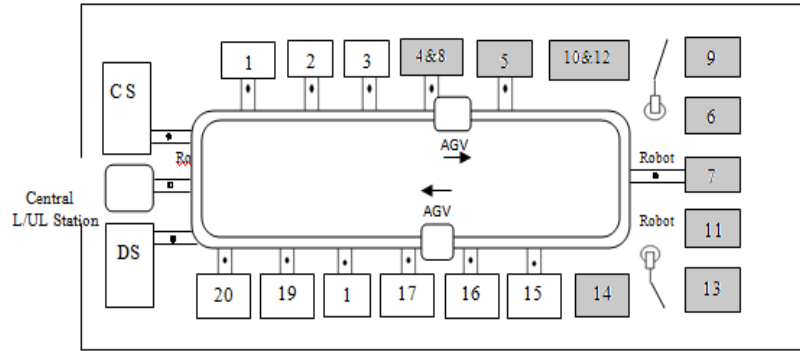 1
2
3
4&8
5
10&12
9
CS
6
AGV
Ro
Robot
7
Central
L/UL Station
AGV
Robot
11
DS
20
19
1
17
16
15
14
13